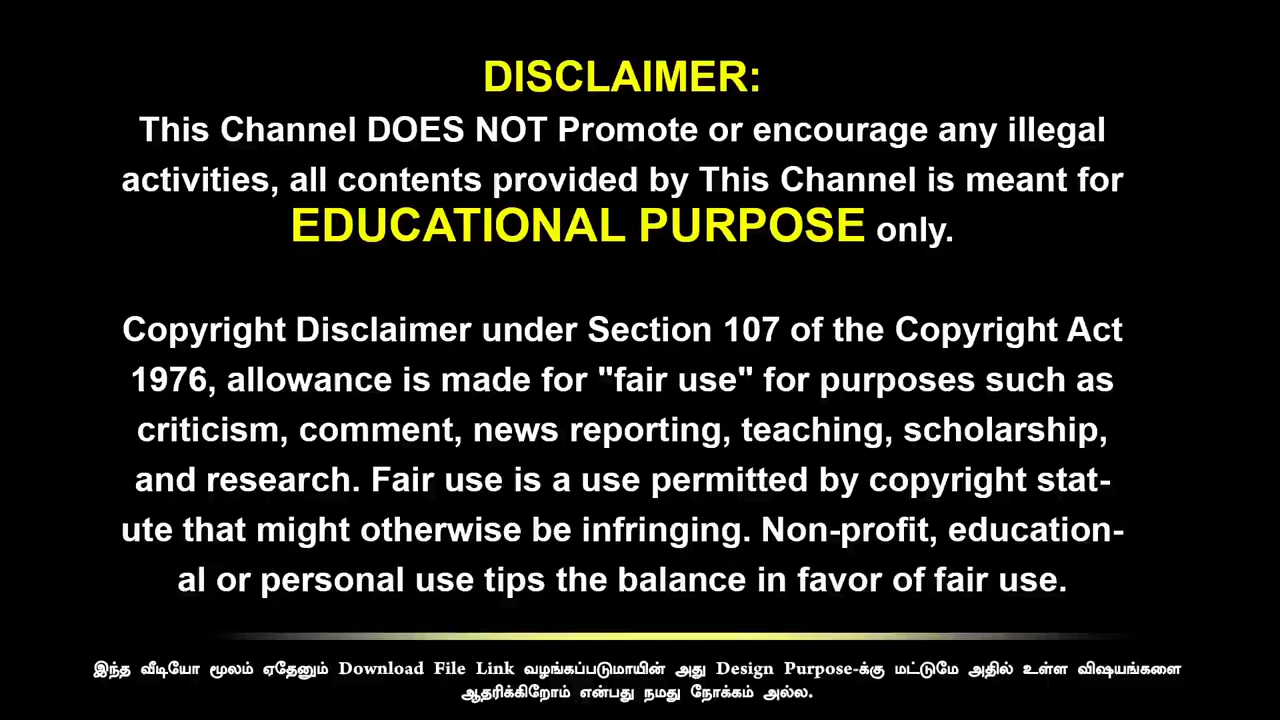 DISCLAIMER:
This Channel DOES NOT Promote or encourage any illegal
activities, all contents provided by This Channel is meant for
EDUCATIONAL PURPOSE only.
Copyright Disclaimer under Section 107 of the Copyright Act
1976, allowance is made for "fair use" for purposes such as
criticism, comment, news reporting, teaching, scholarship,
and research. Fair use is a use permitted by copyright stat-
ute that might otherwise be infringing. Non-profit, education-
al or personal use tips the balance in favor of fair use.
இந்த வீடியோ மூலம் ஏதேனும் Download File Link வழங்கப்படுமாயின் அது Design Purpose-க்கு மட்டுமே அதில் உள்ள விஷயங்களை
ஆதரிக்கிறோம் என்பது நமது நோக்கம் அல்ல.